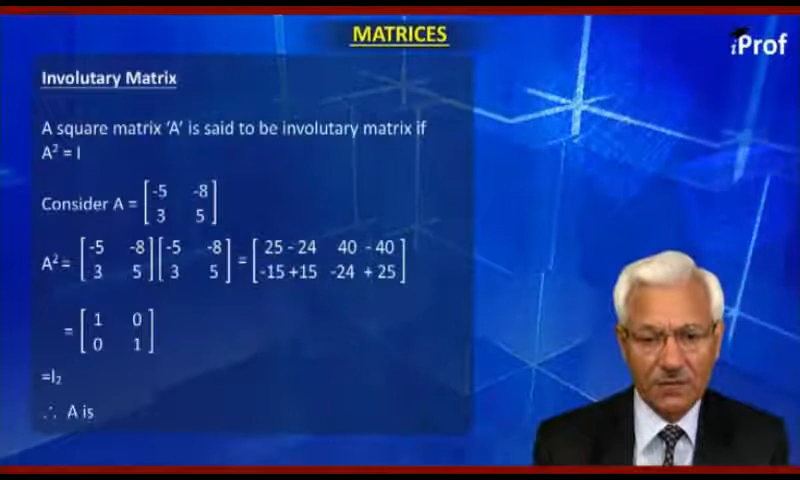 MATRICES
iProf
Involutary Matrix
A square matrix 'A' is said to be involutary matrix if
A² = I
Consider A = [-5 -8
3 5]
A² = [-5 -8
3 5] [-5 -8
3 5] = [25 - 24 40 - 40
-15 +15 -24 + 25]
= [1 0
0 1]
=I₂
∴ A is